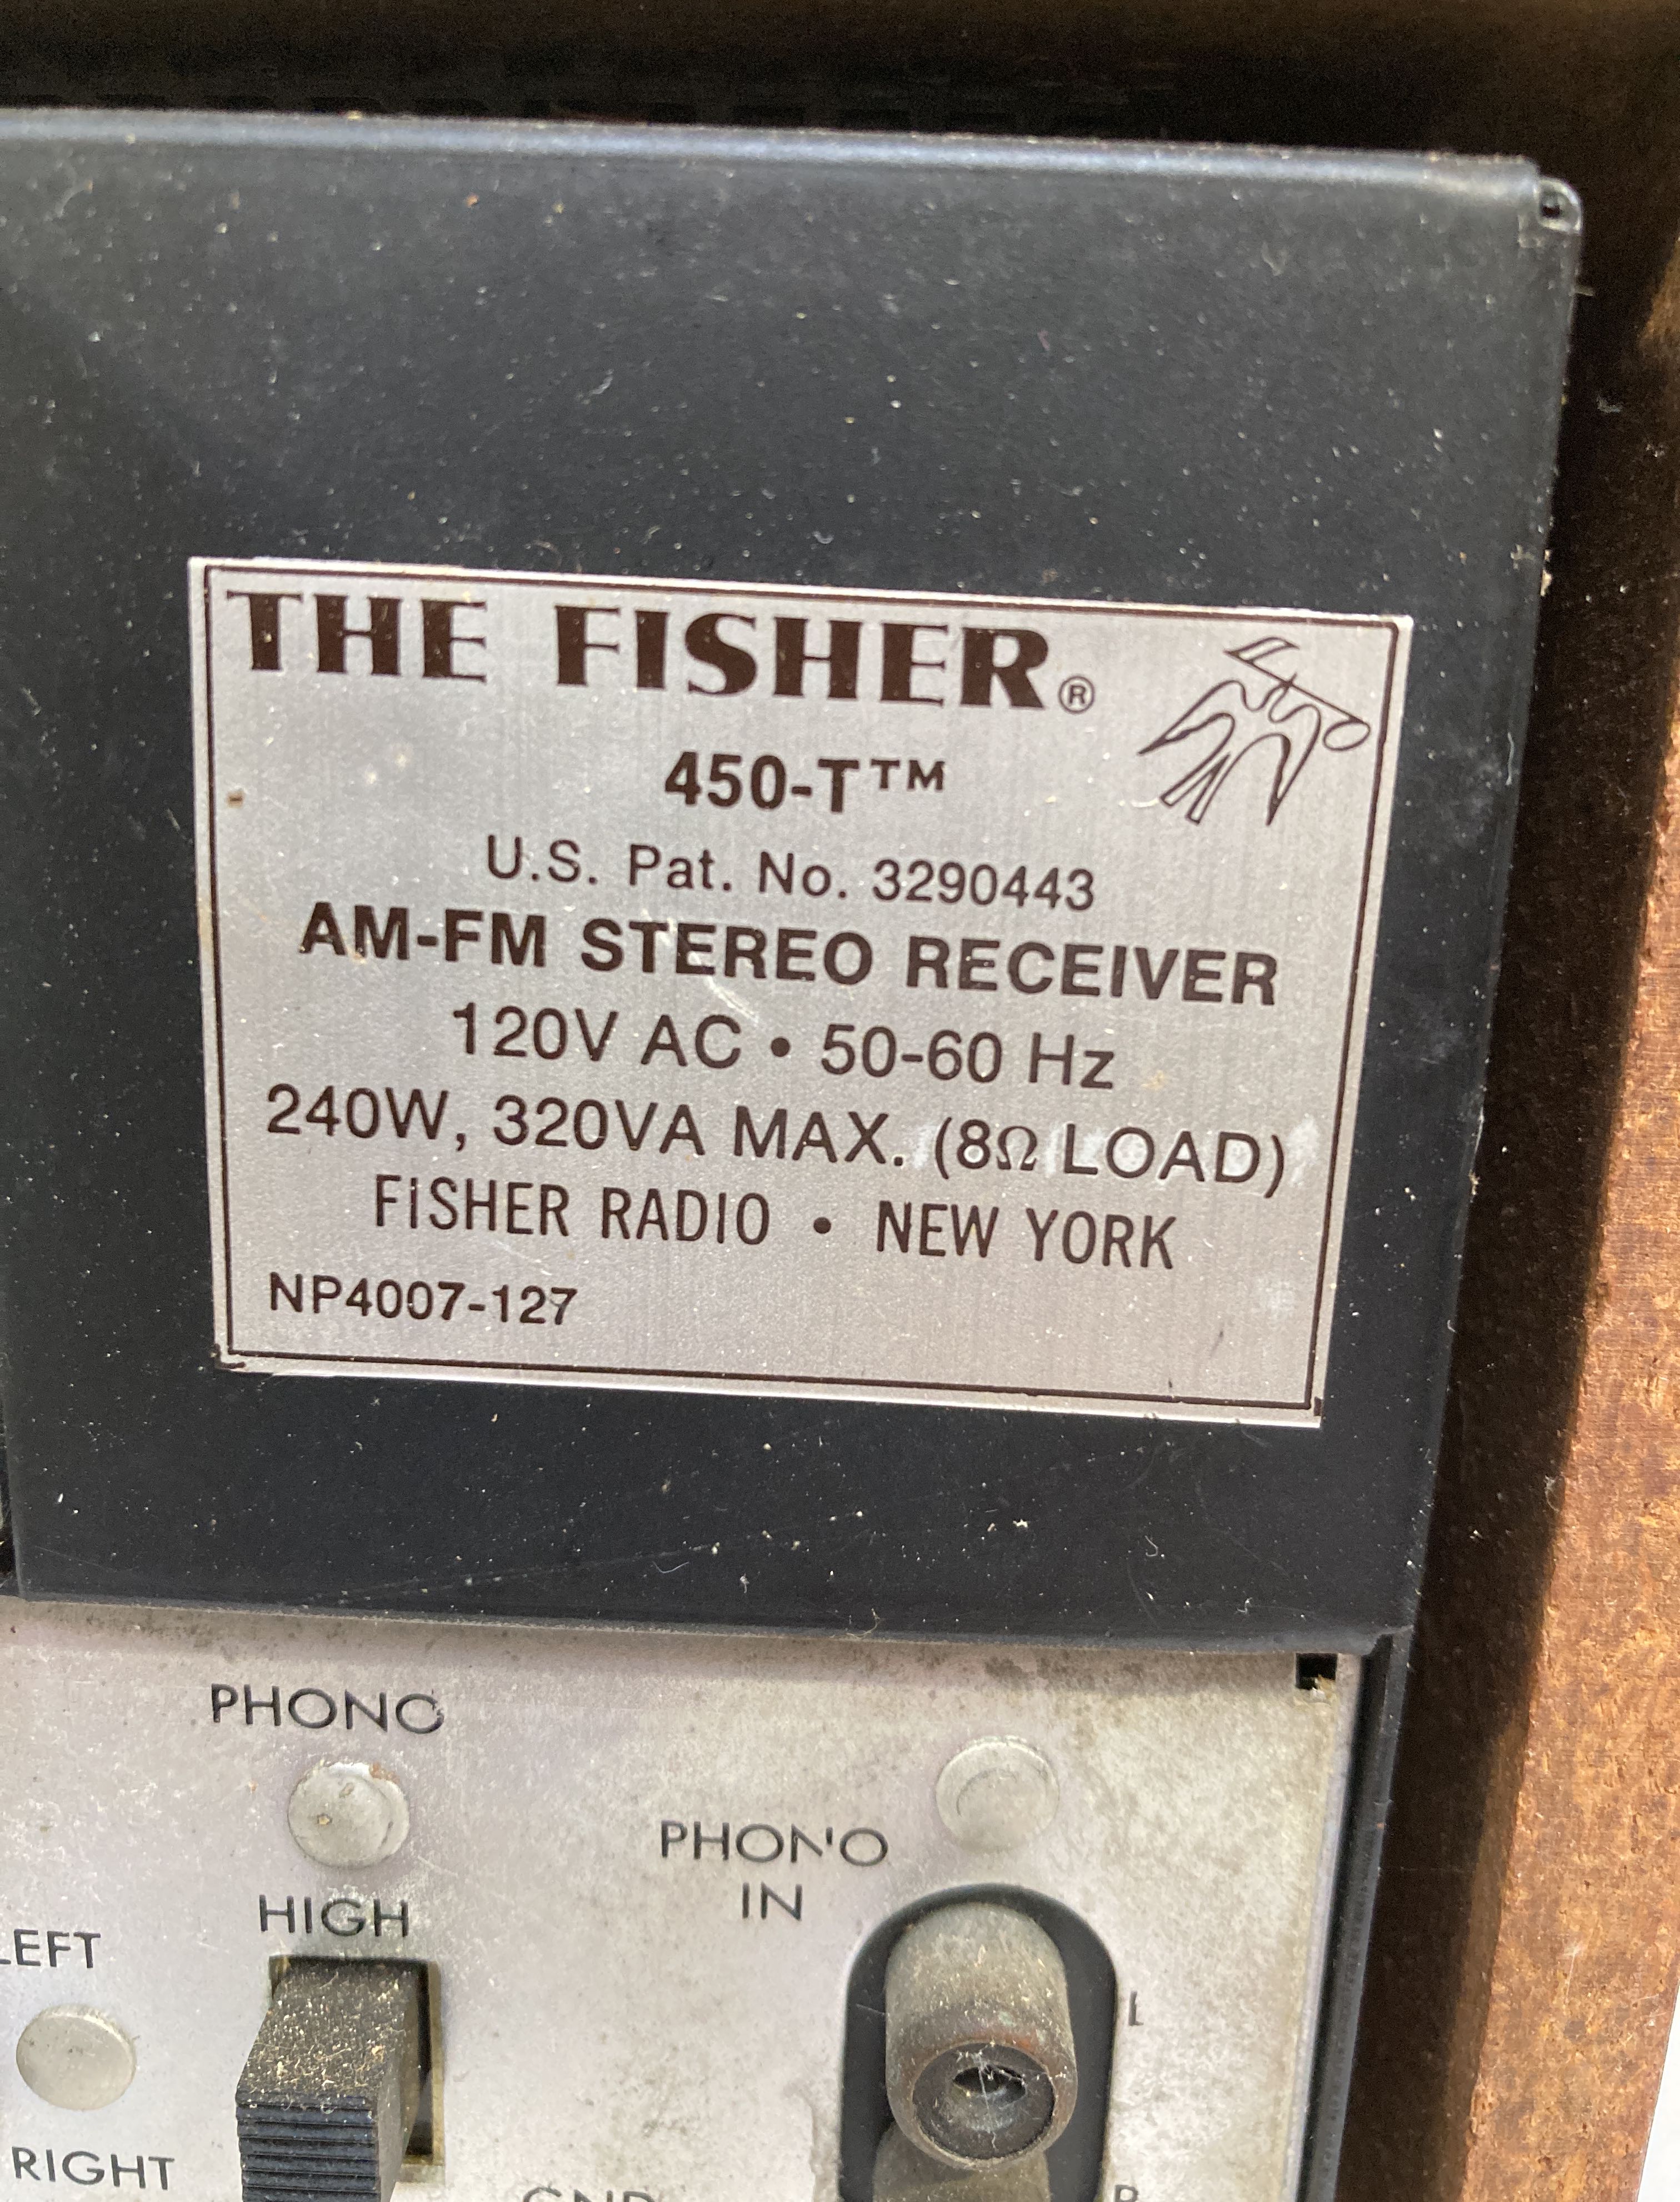 THE FISHER®
450-T™
U.S. Pat. No. 3290443
AM-FM STEREO RECEIVER
120V AC • 50-60 Hz
240W, 320VA MAX. (8Ω LOAD)
FISHER RADIO • NEW YORK
NP4007-127
PHONO
PHONO
IN
HIGH
LEFT
L
RIGHT
GND
R